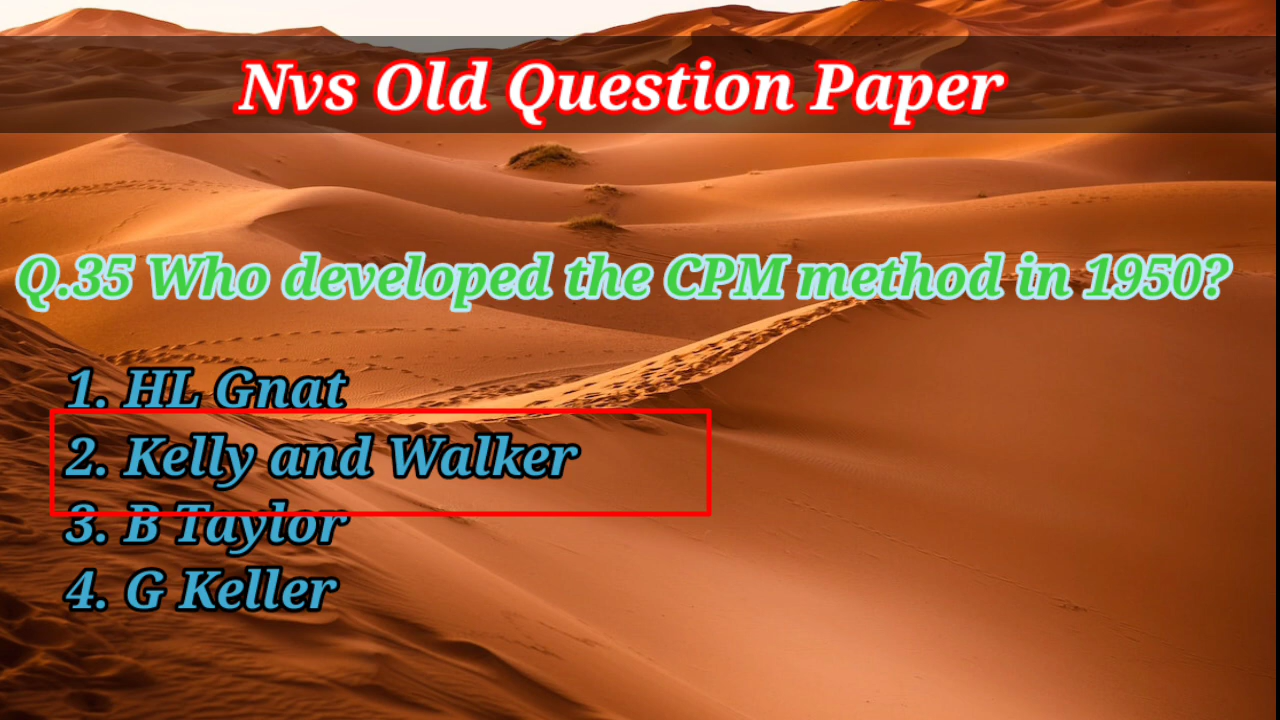 Nvs Old Question Paper
Q.35 Who developed the CPM method in 1950?
1. HL Gnat
2. Kelly and Walker
3. B Taylor
4. G Keller